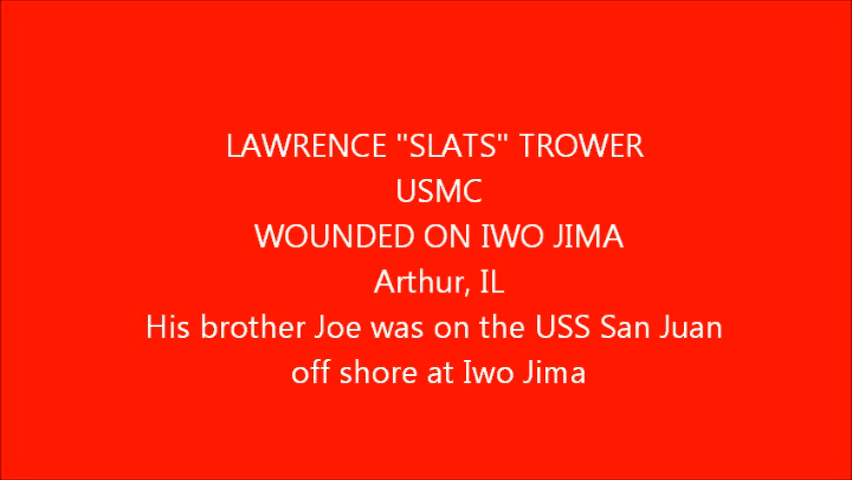 LAWRENCE "SLATS" TROWER
USMC
WOUNDED ON IWO JIMA
Arthur, IL
His brother Joe was on the USS San Juan
off shore at Iwo Jima